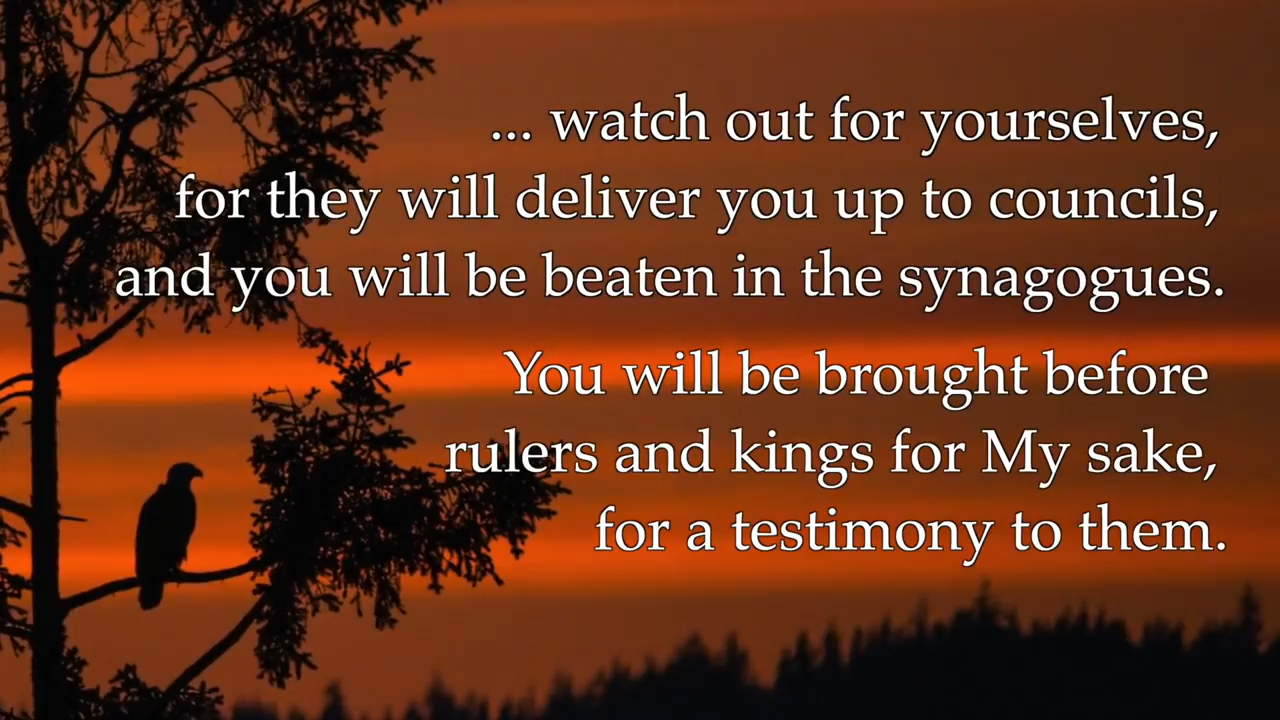 ... watch out for yourselves,
for they will deliver you up to councils,
and you will be beaten in the synagogues.
You will be brought before
rulers and kings for My sake,
for a testimony to them.